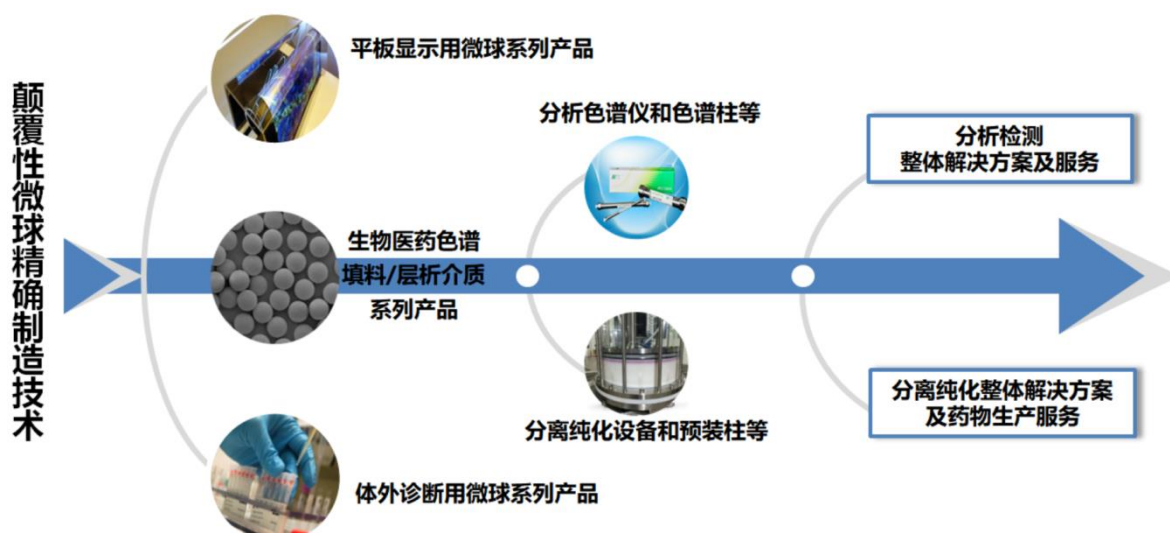 颠覆性微球精确制造技术
平板显示用微球系列产品
生物医药色谱
填料/层析介质
系列产品
体外诊断用微球系列产品
分析色谱仪和色谱柱等
分离纯化设备和预装柱等
分析检测
整体解决方案及服务
分离纯化整体解决方案
及药物生产服务